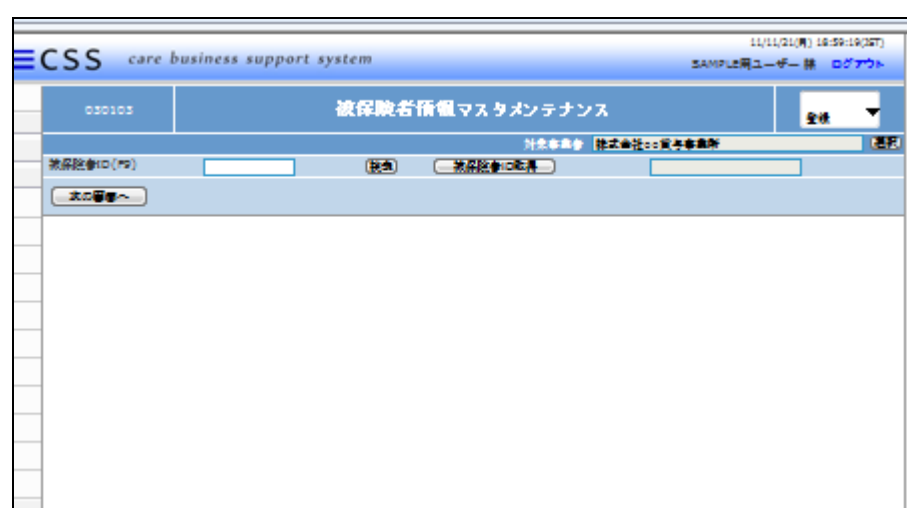 11/11/21(月) 16:59:19(JST)
CSS care business support system
SAMPLE用ユーザー 様 ログアウト
030103 被保険者情報マスタメンテナンス 登録
対象事業者 株式会社○○貸与事業所 選択
被保険者ID(F9) 検索 被保険者ID取得
次の画面へ